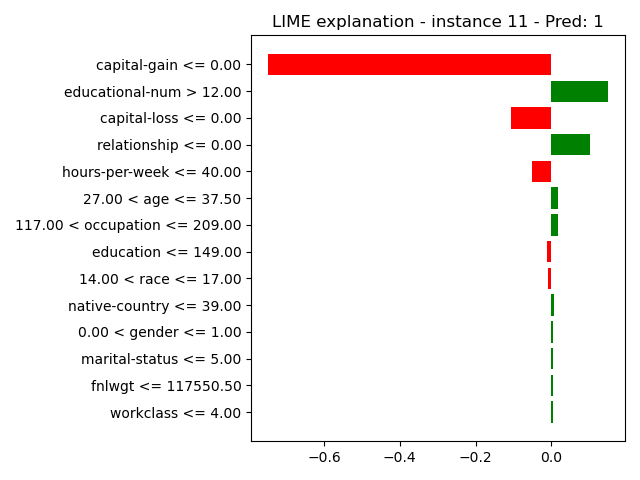 LIME explanation - instance 11 - Pred: 1
capital-gain <= 0.00
educational-num > 12.00
capital-loss <= 0.00
relationship <= 0.00
hours-per-week <= 40.00
27.00 < age <= 37.50
117.00 < occupation <= 209.00
education <= 149.00
14.00 < race <= 17.00
native-country <= 39.00
0.00 < gender <= 1.00
marital-status <= 5.00
fnlwgt <= 117550.50
workclass <= 4.00
−0.6 −0.4 −0.2 0.0